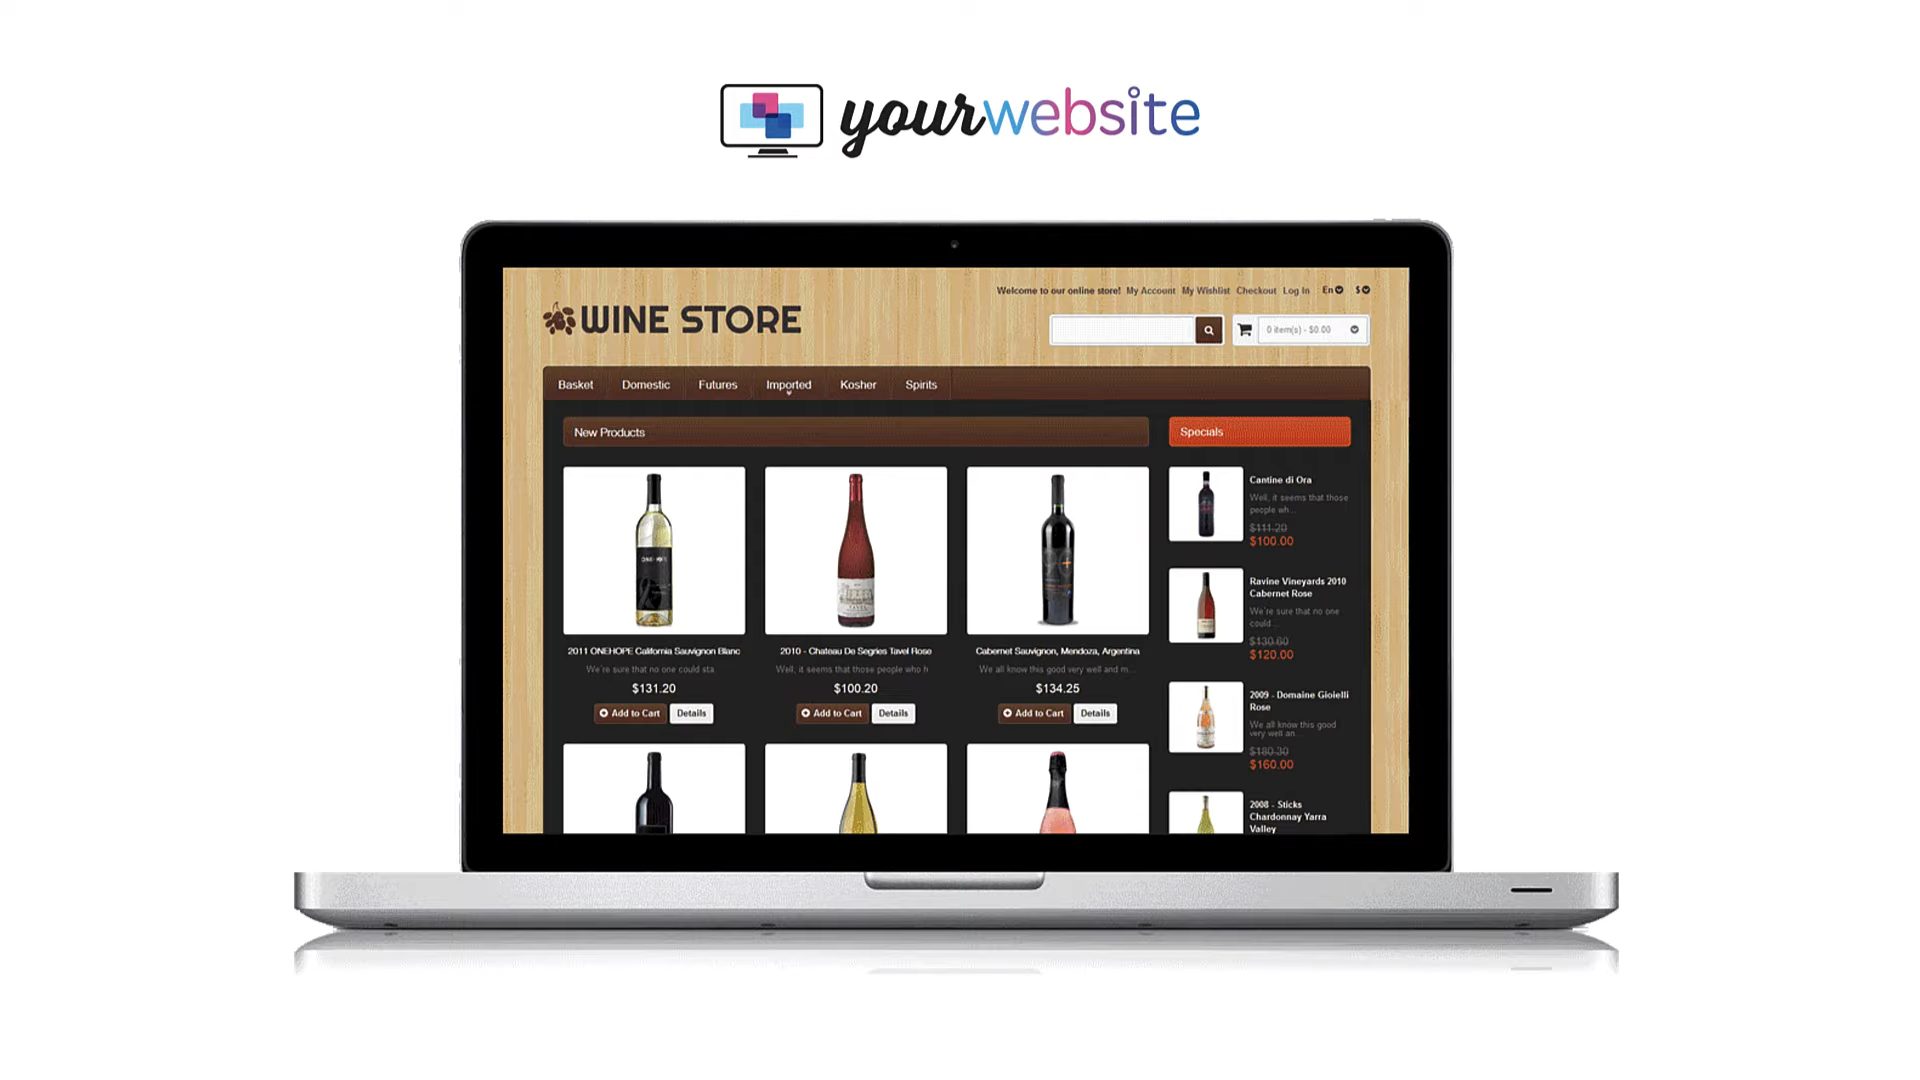 yourwebsite
Welcome to our online store! My Account My Wishlist Checkout Log In En $
WINE STORE
0 item(s) - $0.00
Basket Domestic Futures Imported Kosher Spirits
New Products
Specials
2011 ONEHOPE California Sauvignon Blanc
We're sure that no one could sta.
$131.20
Add to Cart Details
2010 - Chateau De Segries Tavel Rose
Well, it seems that those people who h
$100.20
Add to Cart Details
Cabernet Sauvignon, Mendoza, Argentina
We all know this good very well and m...
$134.25
Add to Cart Details
Cantine di Ora
Well, it seems that those
people wh...
$111.20
$100.00
Ravine Vineyards 2010
Cabernet Rose
We're sure that no one
could...
$130.60
$120.00
2009 - Domaine Gioielli
Rose
We all know this good
very well an...
$180.30
$160.00
2008 - Sticks
Chardonnay Yarra
Valley